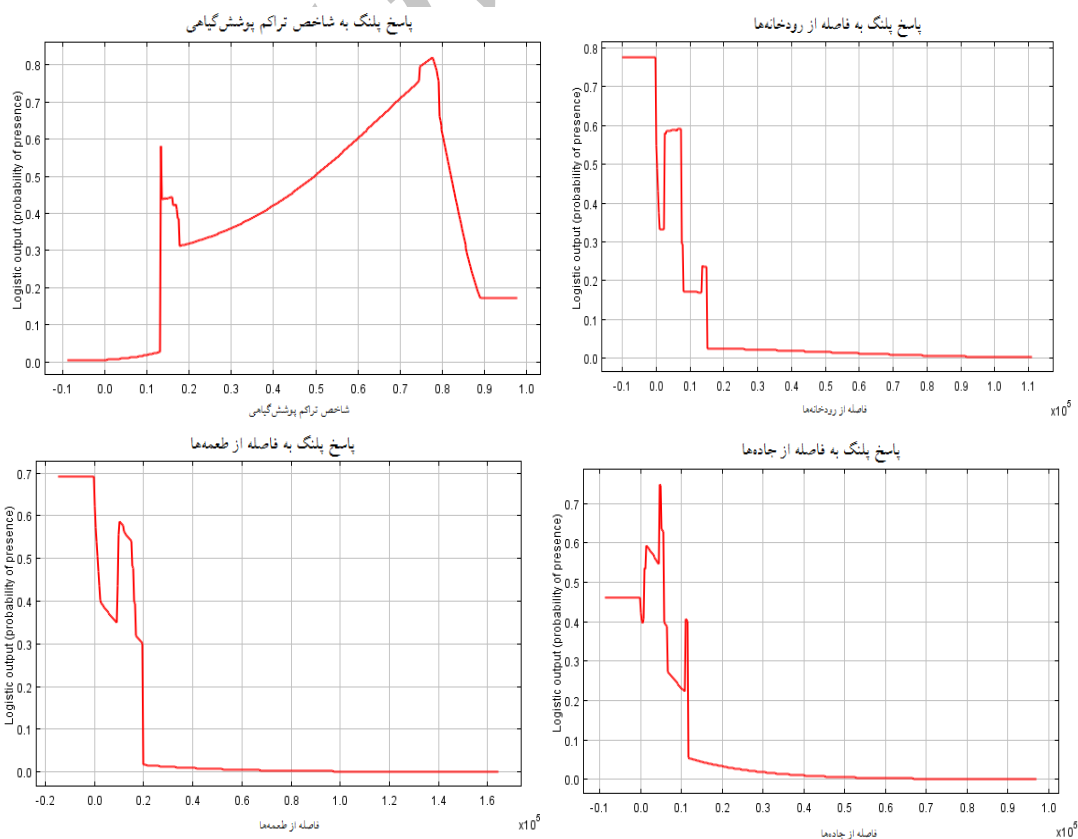 پاسخ پلنگ به شاخص تراکم پوشش‌گیاهی
Logistic output (probability of presence)
0.8
0.7
0.6
0.5
0.4
0.3
0.2
0.1
0.0
-0.1 0.0 0.1 0.2 0.3 0.4 0.5 0.6 0.7 0.8 0.9 1.0
شاخص تراکم پوشش‌گیاهی
پاسخ پلنگ به فاصله از رودخانه‌ها
Logistic output (probability of presence)
0.8
0.7
0.6
0.5
0.4
0.3
0.2
0.1
0.0
-0.1 0.0 0.1 0.2 0.3 0.4 0.5 0.6 0.7 0.8 0.9 1.0 1.1
x10^5
فاصله از رودخانه‌ها
پاسخ پلنگ به فاصله از طعمه‌ها
Logistic output (probability of presence)
0.7
0.6
0.5
0.4
0.3
0.2
0.1
0.0
-0.2 0.0 0.2 0.4 0.6 0.8 1.0 1.2 1.4 1.6
x10^5
فاصله از طعمه‌ها
پاسخ پلنگ به فاصله از جاده‌ها
Logistic output (probability of presence)
0.7
0.6
0.5
0.4
0.3
0.2
0.1
0.0
-0.1 0.0 0.1 0.2 0.3 0.4 0.5 0.6 0.7 0.8 0.9 1.0
x10^5
فاصله از جاده‌ها